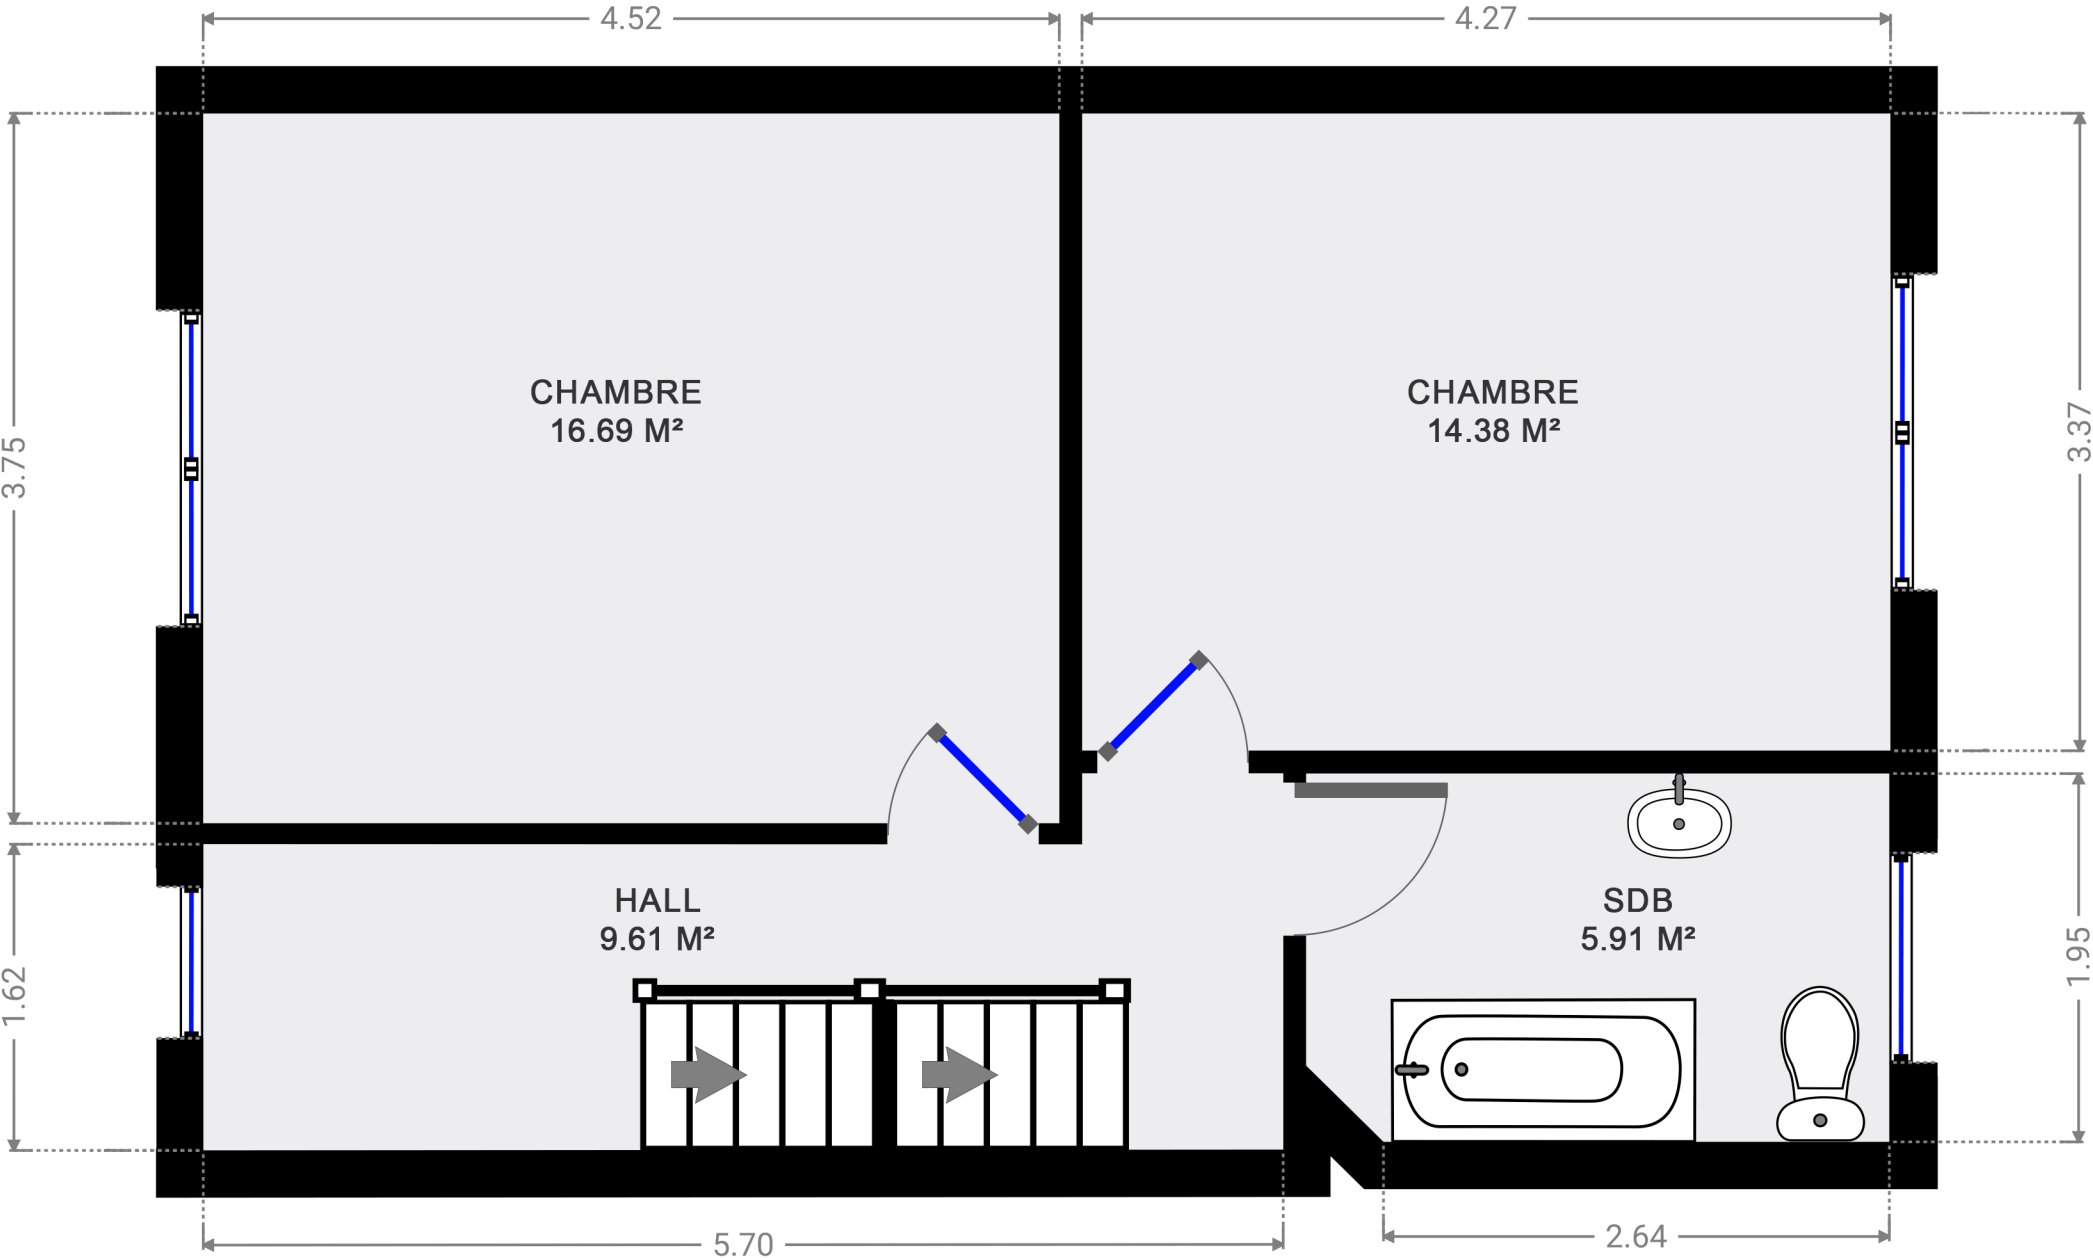 4.52
4.27
CHAMBRE
16.69 M²
CHAMBRE
14.38 M²
3.75
3.37
HALL
9.61 M²
SDB
5.91 M²
1.62
1.95
5.70
2.64